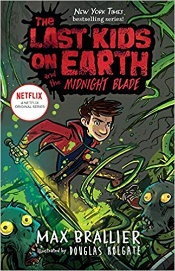 New York Times
bestselling series!
THE
LAST KIDS
ON EARTH
and the MIDNIGHT BLADE
NETFLIX
A NETFLIX
ORIGINAL SERIES
MAX BRALLIER
illustrated by DOUGLAS HOLGATE